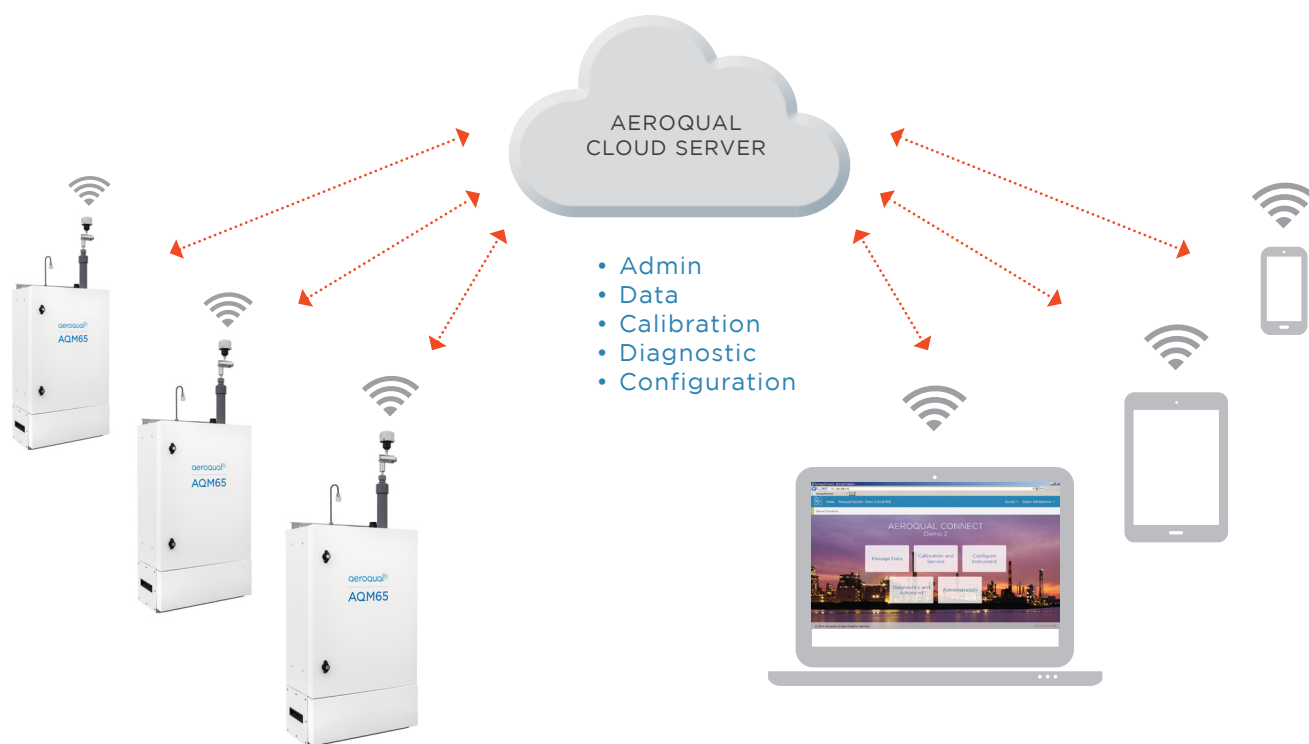 AEROQUAL
CLOUD SERVER
• Admin
• Data
• Calibration
• Diagnostic
• Configuration
aeroqual
AQM65
aeroqual
AQM65
aeroqual
AQM65
AEROQUAL CONNECT
Demo 2
Manage Data
Calibration and
Service
Configure
Instrument
Diagnostics and
Advanced
Administration